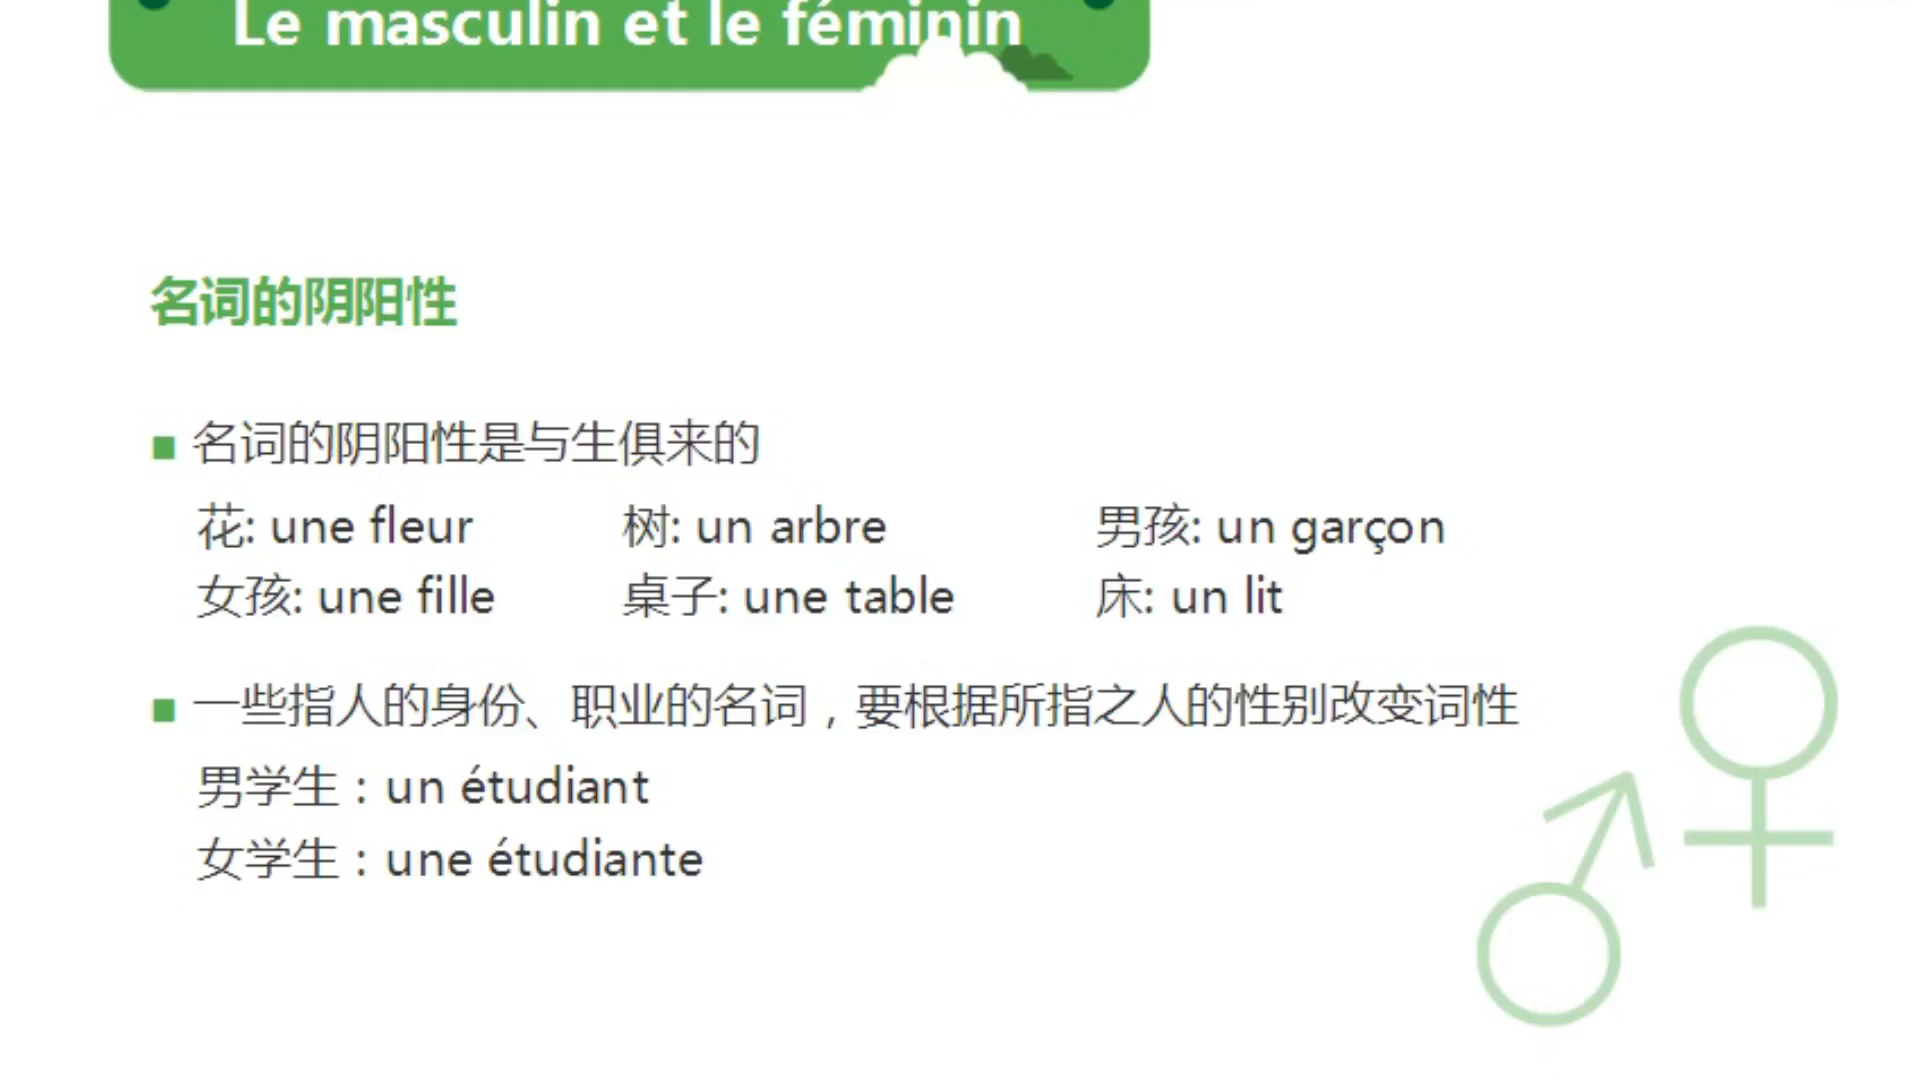 Le masculin et le féminin
名词的阴阳性
名词的阴阳性是与生俱来的
花: une fleur 树: un arbre 男孩: un garçon
女孩: une fille 桌子: une table 床: un lit
一些指人的身份、职业的名词，要根据所指之人的性别改变词性
男学生：un étudiant
女学生：une étudiante